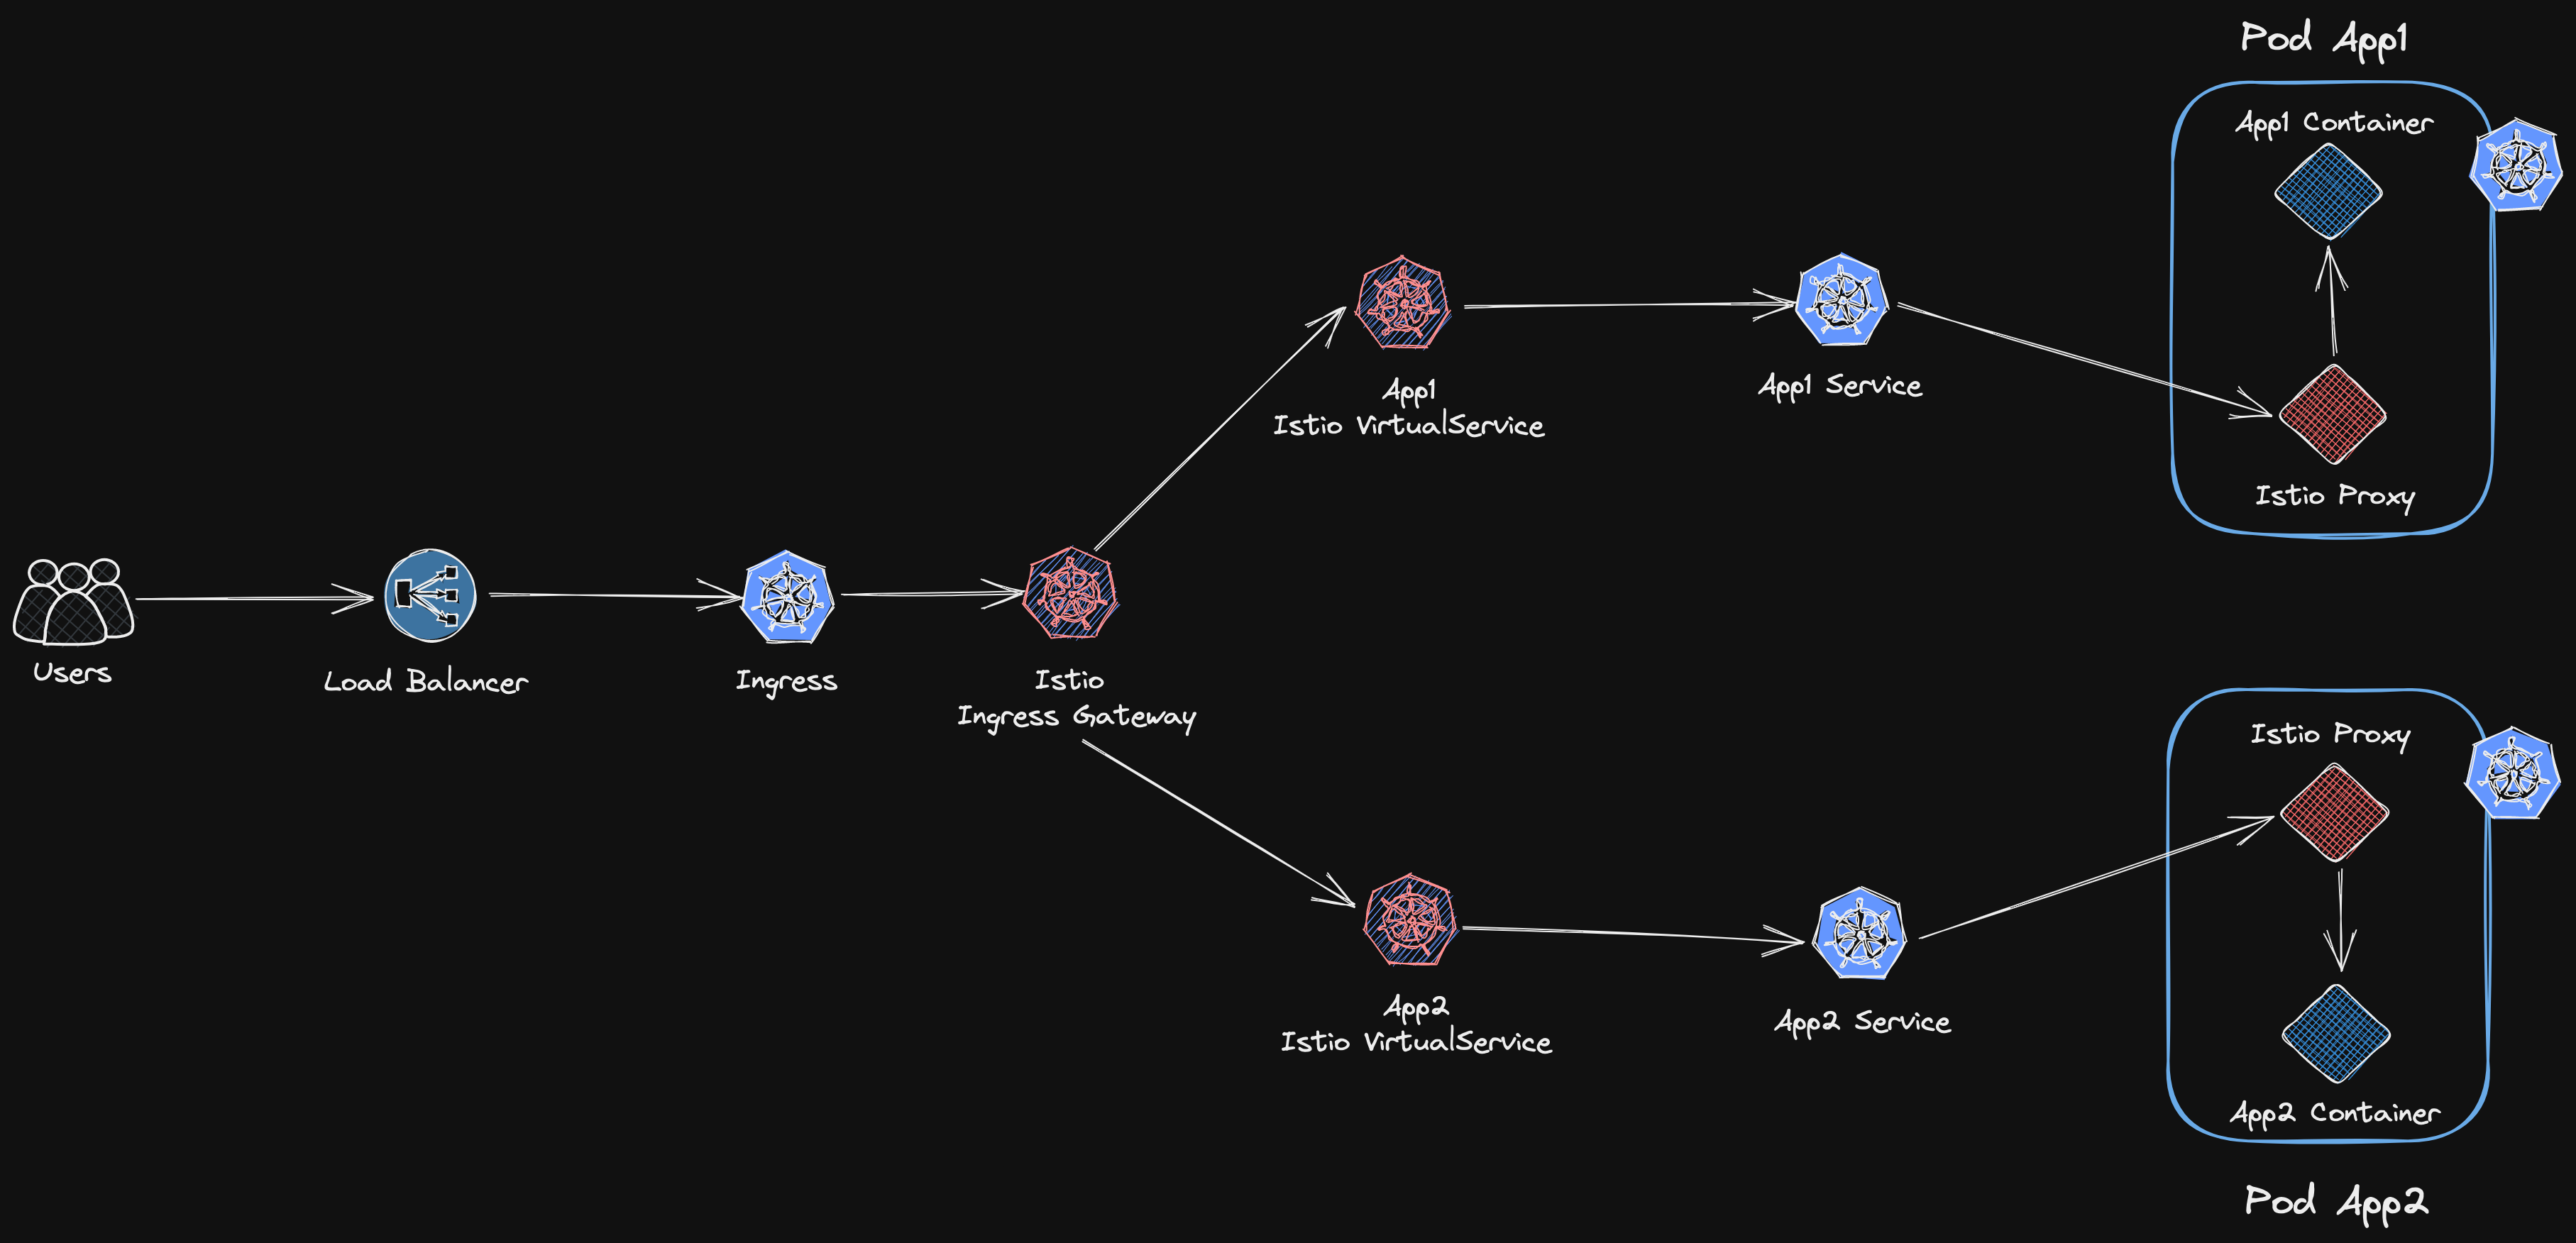 Pod App1
App1 Container
App1
Istio VirtualService
App1 Service
Istio Proxy
Users
Load Balancer
Ingress
Istio
Ingress Gateway
Istio Proxy
App2
Istio VirtualService
App2 Service
App2 Container
Pod App2